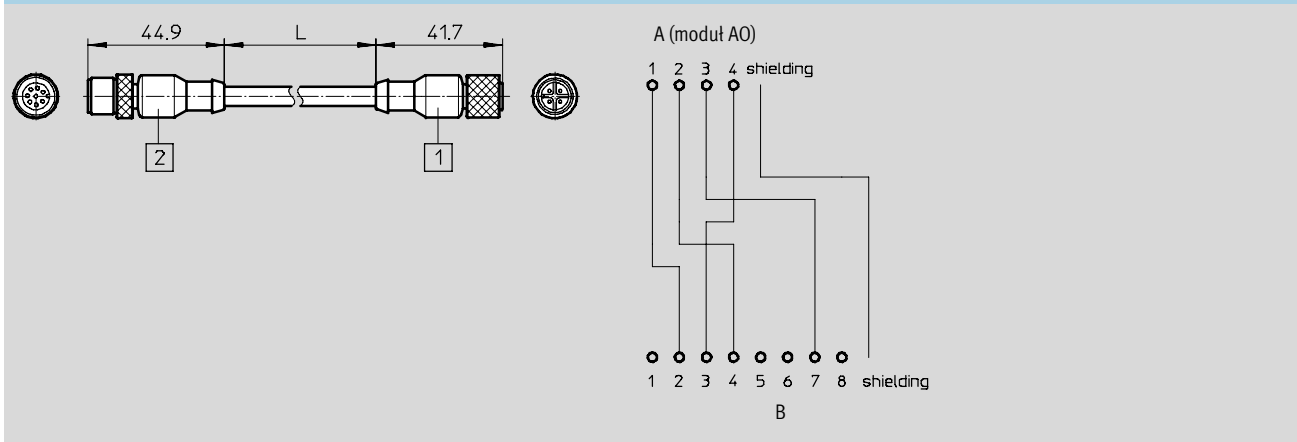 44.9 L 41.7
2 1
A (moduł AO)
1 2 3 4 shielding
1 2 3 4 5 6 7 8 shielding
B